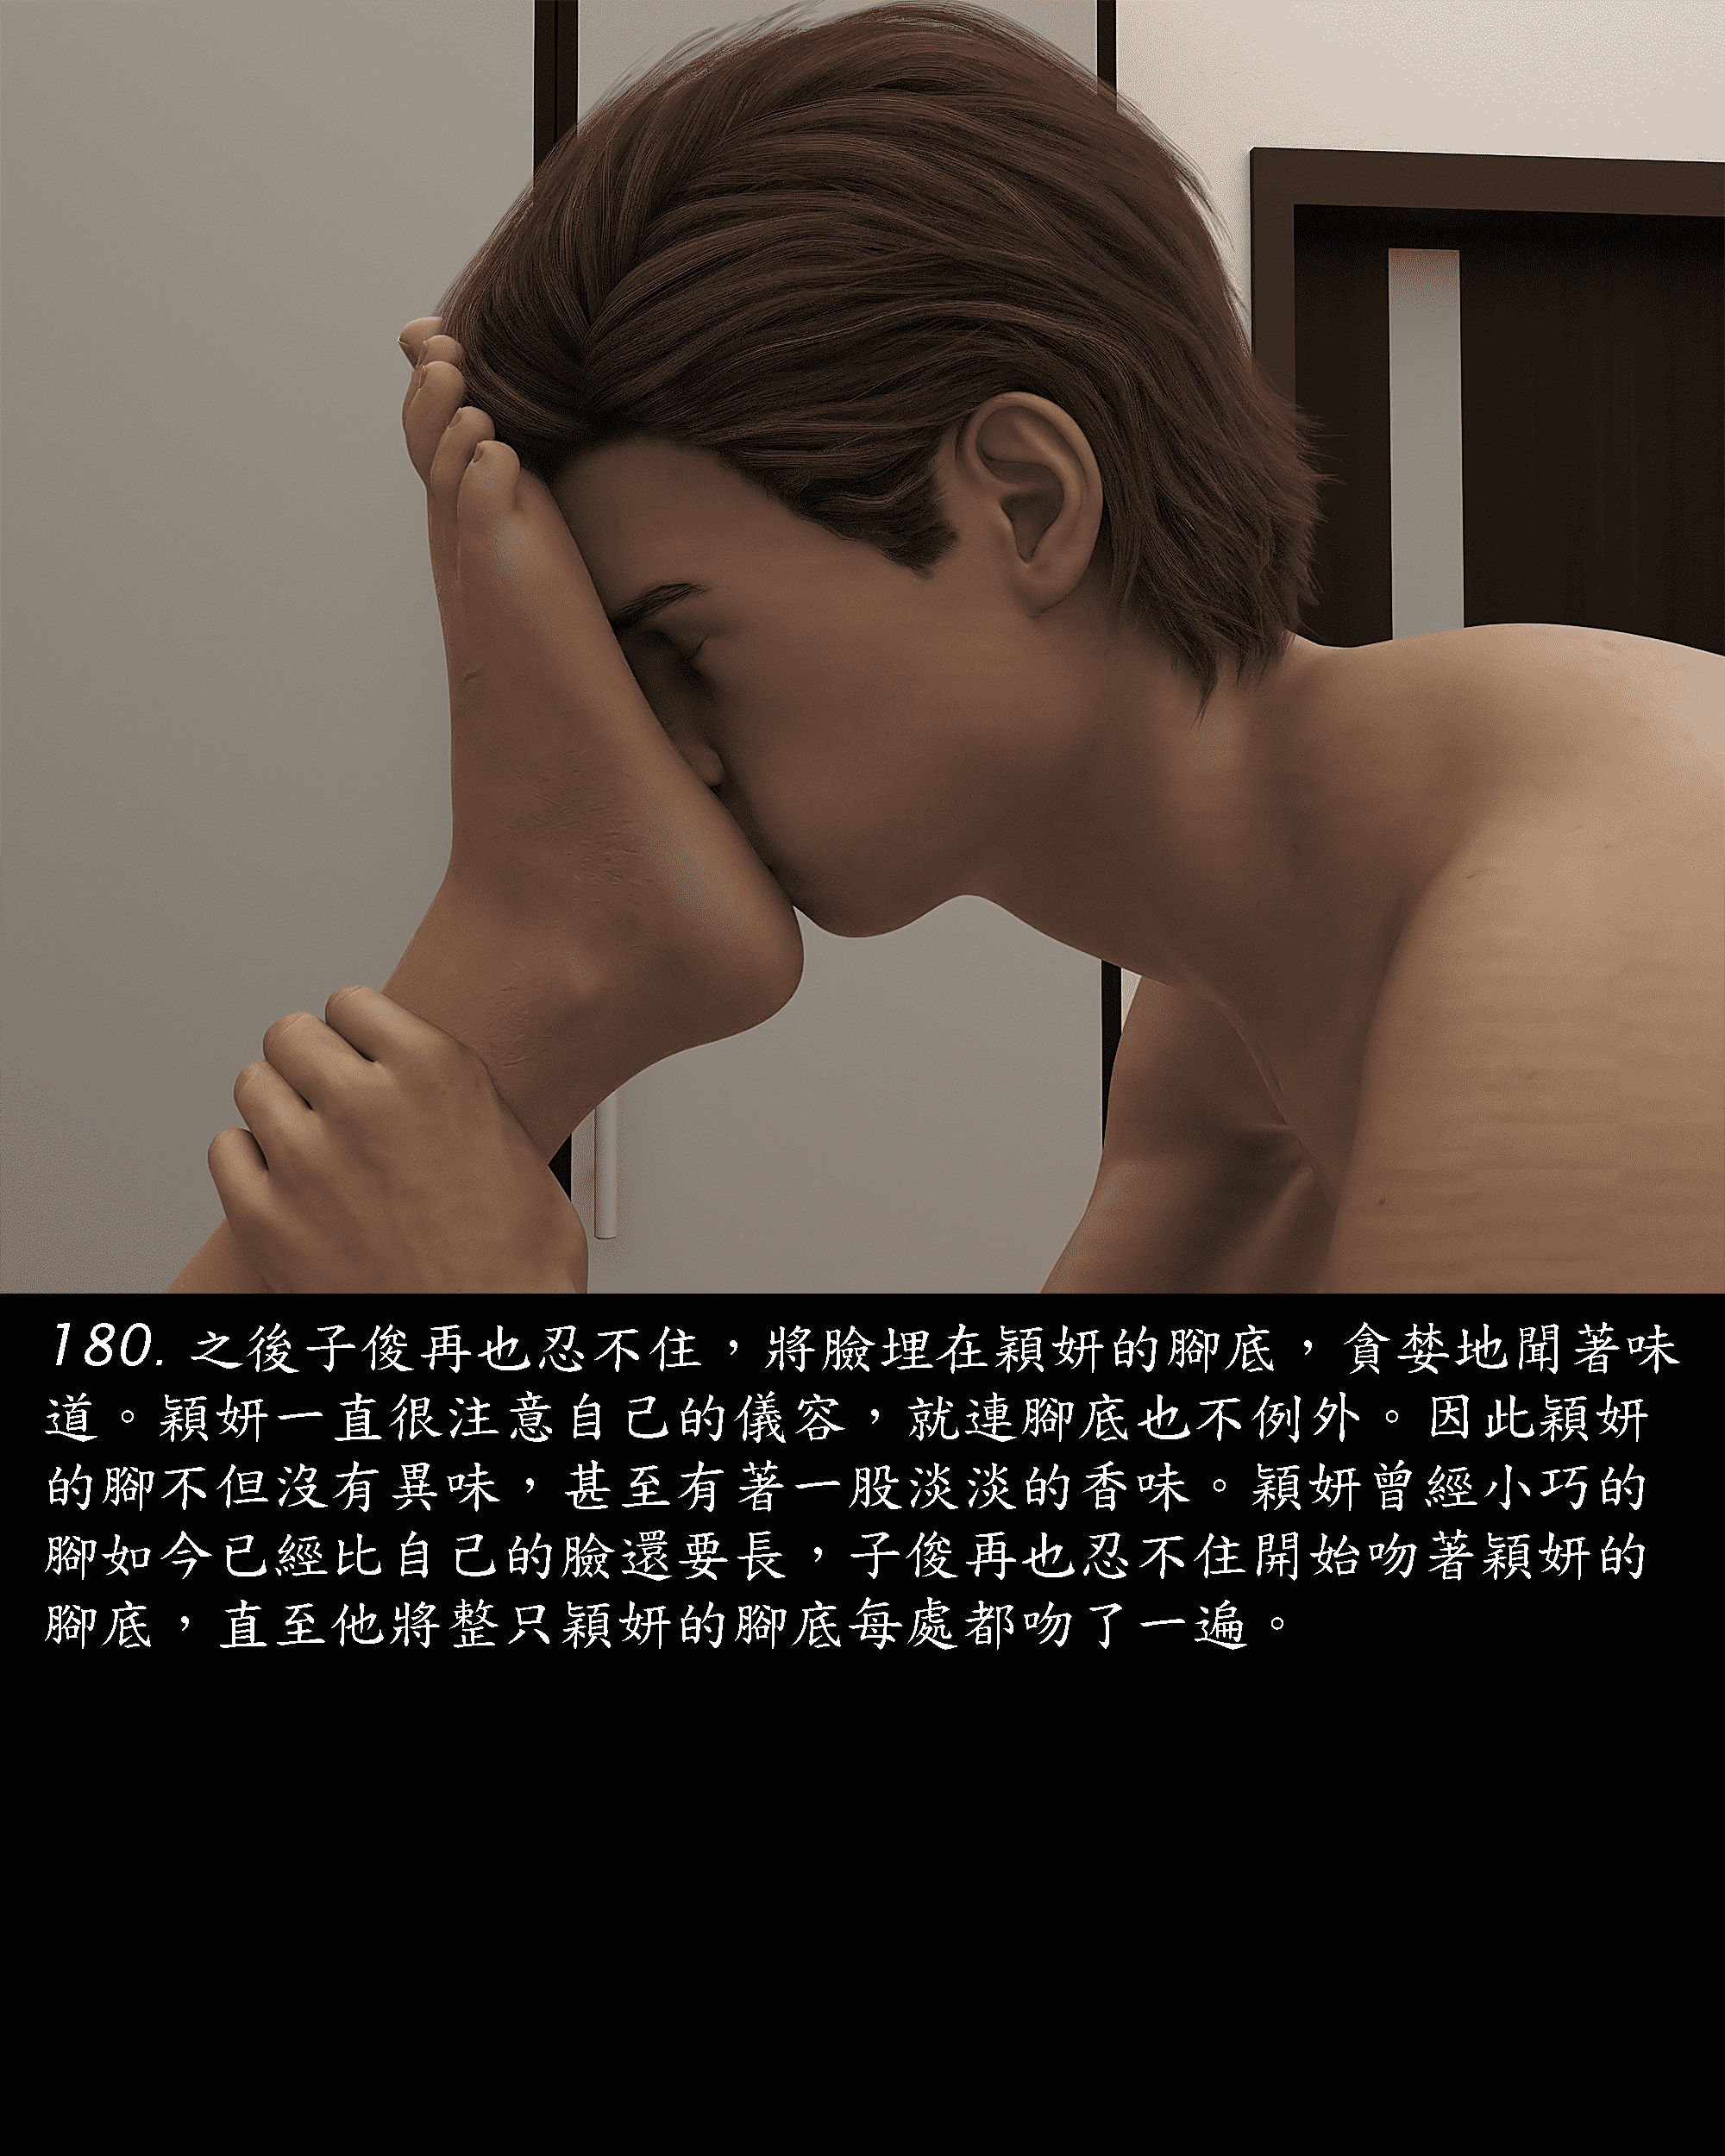 180. 之後子俊再也忍不住，將臉埋在穎妍的腳底，貪婪地聞著味
道。穎妍一直很注意自己的儀容，就連腳底也不例外。因此穎妍
的腳不但沒有異味，甚至有著一股淡淡的香味。穎妍曾經小巧的
腳如今已經比自己的臉還要長，子俊再也忍不住開始吻著穎妍的
腳底，直至他將整只穎妍的腳底每處都吻了一遍。